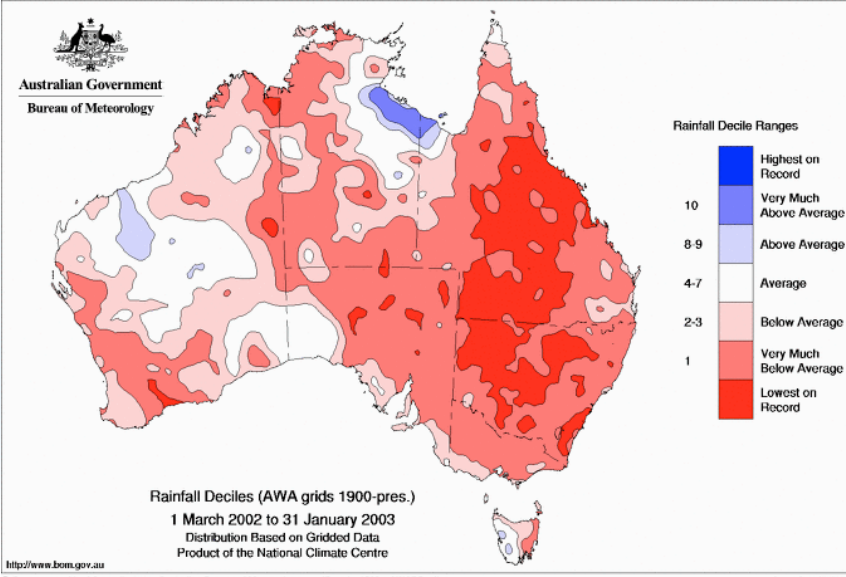 Australian Government
Bureau of Meteorology
Rainfall Decile Ranges
Highest on
Record
10
Very Much
Above Average
8-9
Above Average
4-7
Average
2-3
Below Average
1
Very Much
Below Average
Lowest on
Record
Rainfall Deciles (AWA grids 1900-pres.)
1 March 2002 to 31 January 2003
Distribution Based on Gridded Data
Product of the National Climate Centre
http://www.bom.gov.au